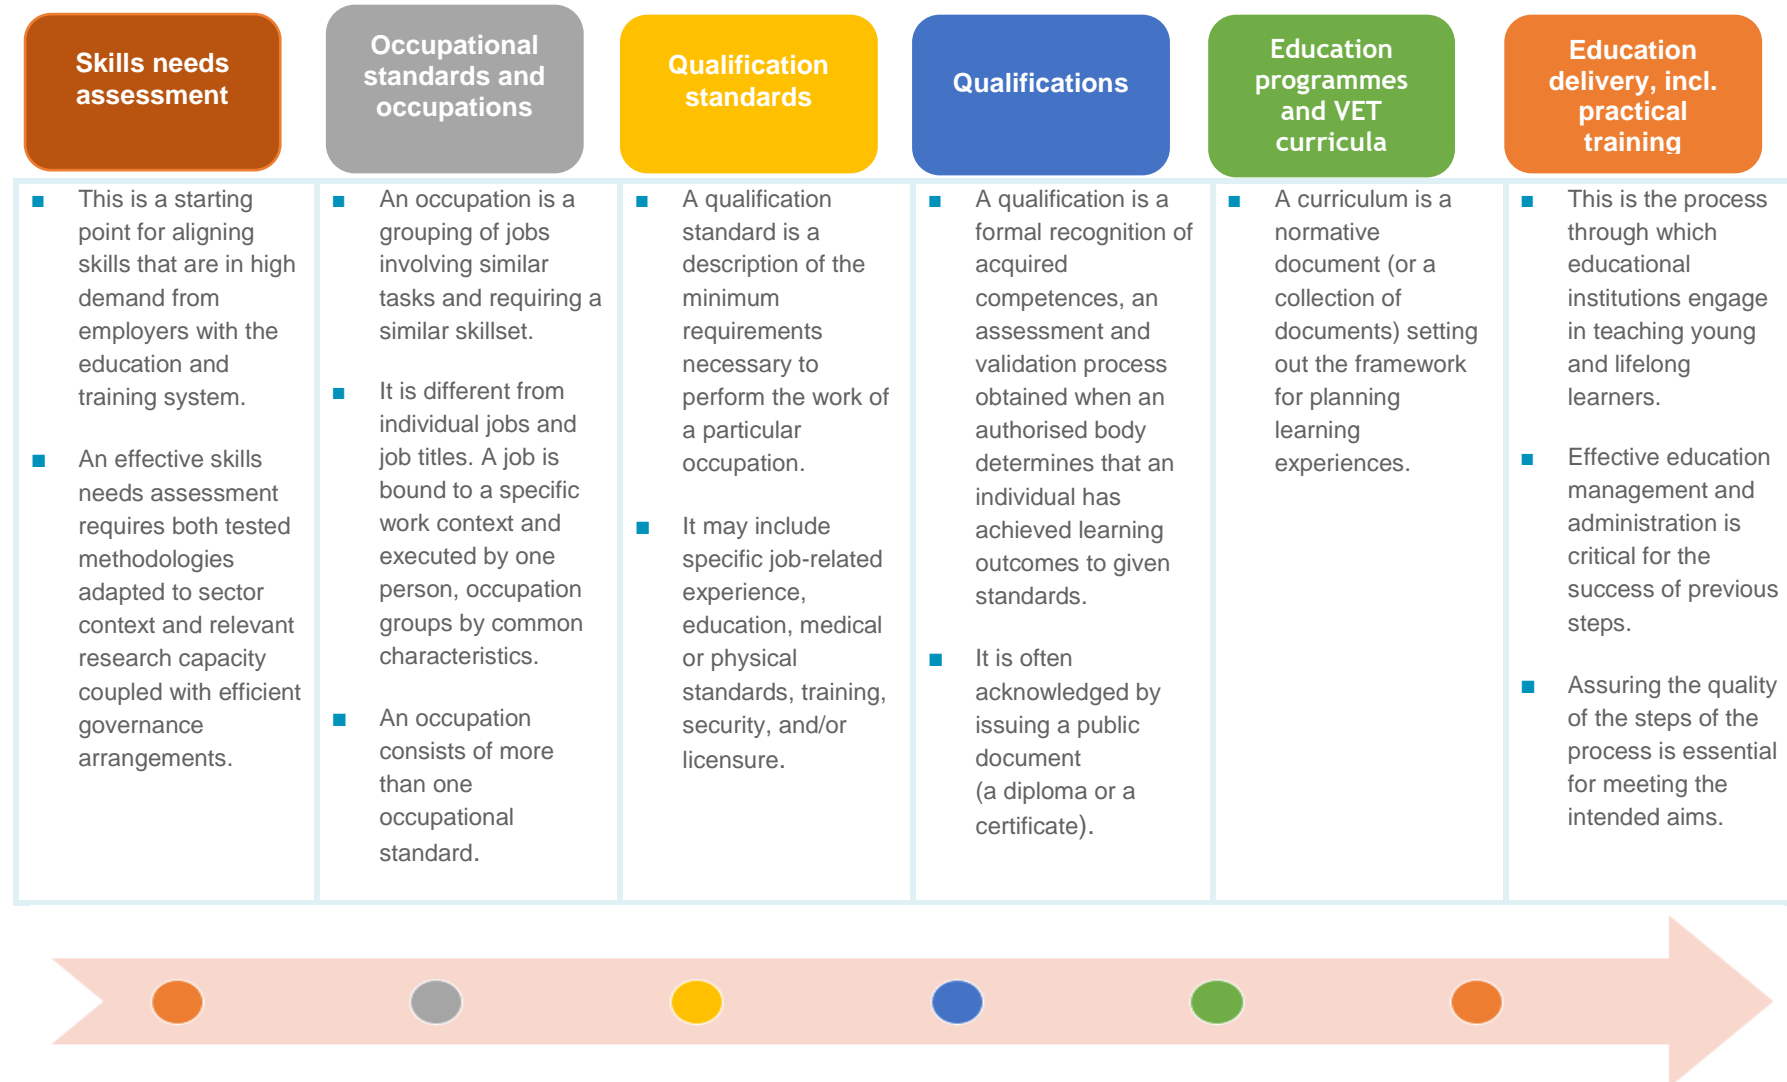 Skills needs
assessment
Occupational
standards and
occupations
Qualification
standards
Qualifications
Education
programmes
and VET
curricula
Education
delivery, incl.
practical
training
■ This is a starting
point for aligning
skills that are in high
demand from
employers with the
education and
training system.
■ An effective skills
needs assessment
requires both tested
methodologies
adapted to sector
context and relevant
research capacity
coupled with efficient
governance
arrangements.
■ An occupation is a
grouping of jobs
involving similar
tasks and requiring a
similar skillset.
■ It is different from
individual jobs and
job titles. A job is
bound to a specific
work context and
executed by one
person, occupation
groups by common
characteristics.
■ An occupation
consists of more
than one
occupational
standard.
■ A qualification
standard is a
description of the
minimum
requirements
necessary to
perform the work of
a particular
occupation.
■ It may include
specific job-related
experience,
education, medical
or physical
standards, training,
security, and/or
licensure.
■ A qualification is a
formal recognition of
acquired
competences, an
assessment and
validation process
obtained when an
authorised body
determines that an
individual has
achieved learning
outcomes to given
standards.
■ It is often
acknowledged by
issuing a public
document
(a diploma or a
certificate).
■ A curriculum is a
normative
document (or a
collection of
documents) setting
out the framework
for planning
learning
experiences.
■ This is the process
through which
educational
institutions engage
in teaching young
and lifelong
learners.
■ Effective education
management and
administration is
critical for the
success of previous
steps.
■ Assuring the quality
of the steps of the
process is essential
for meeting the
intended aims.